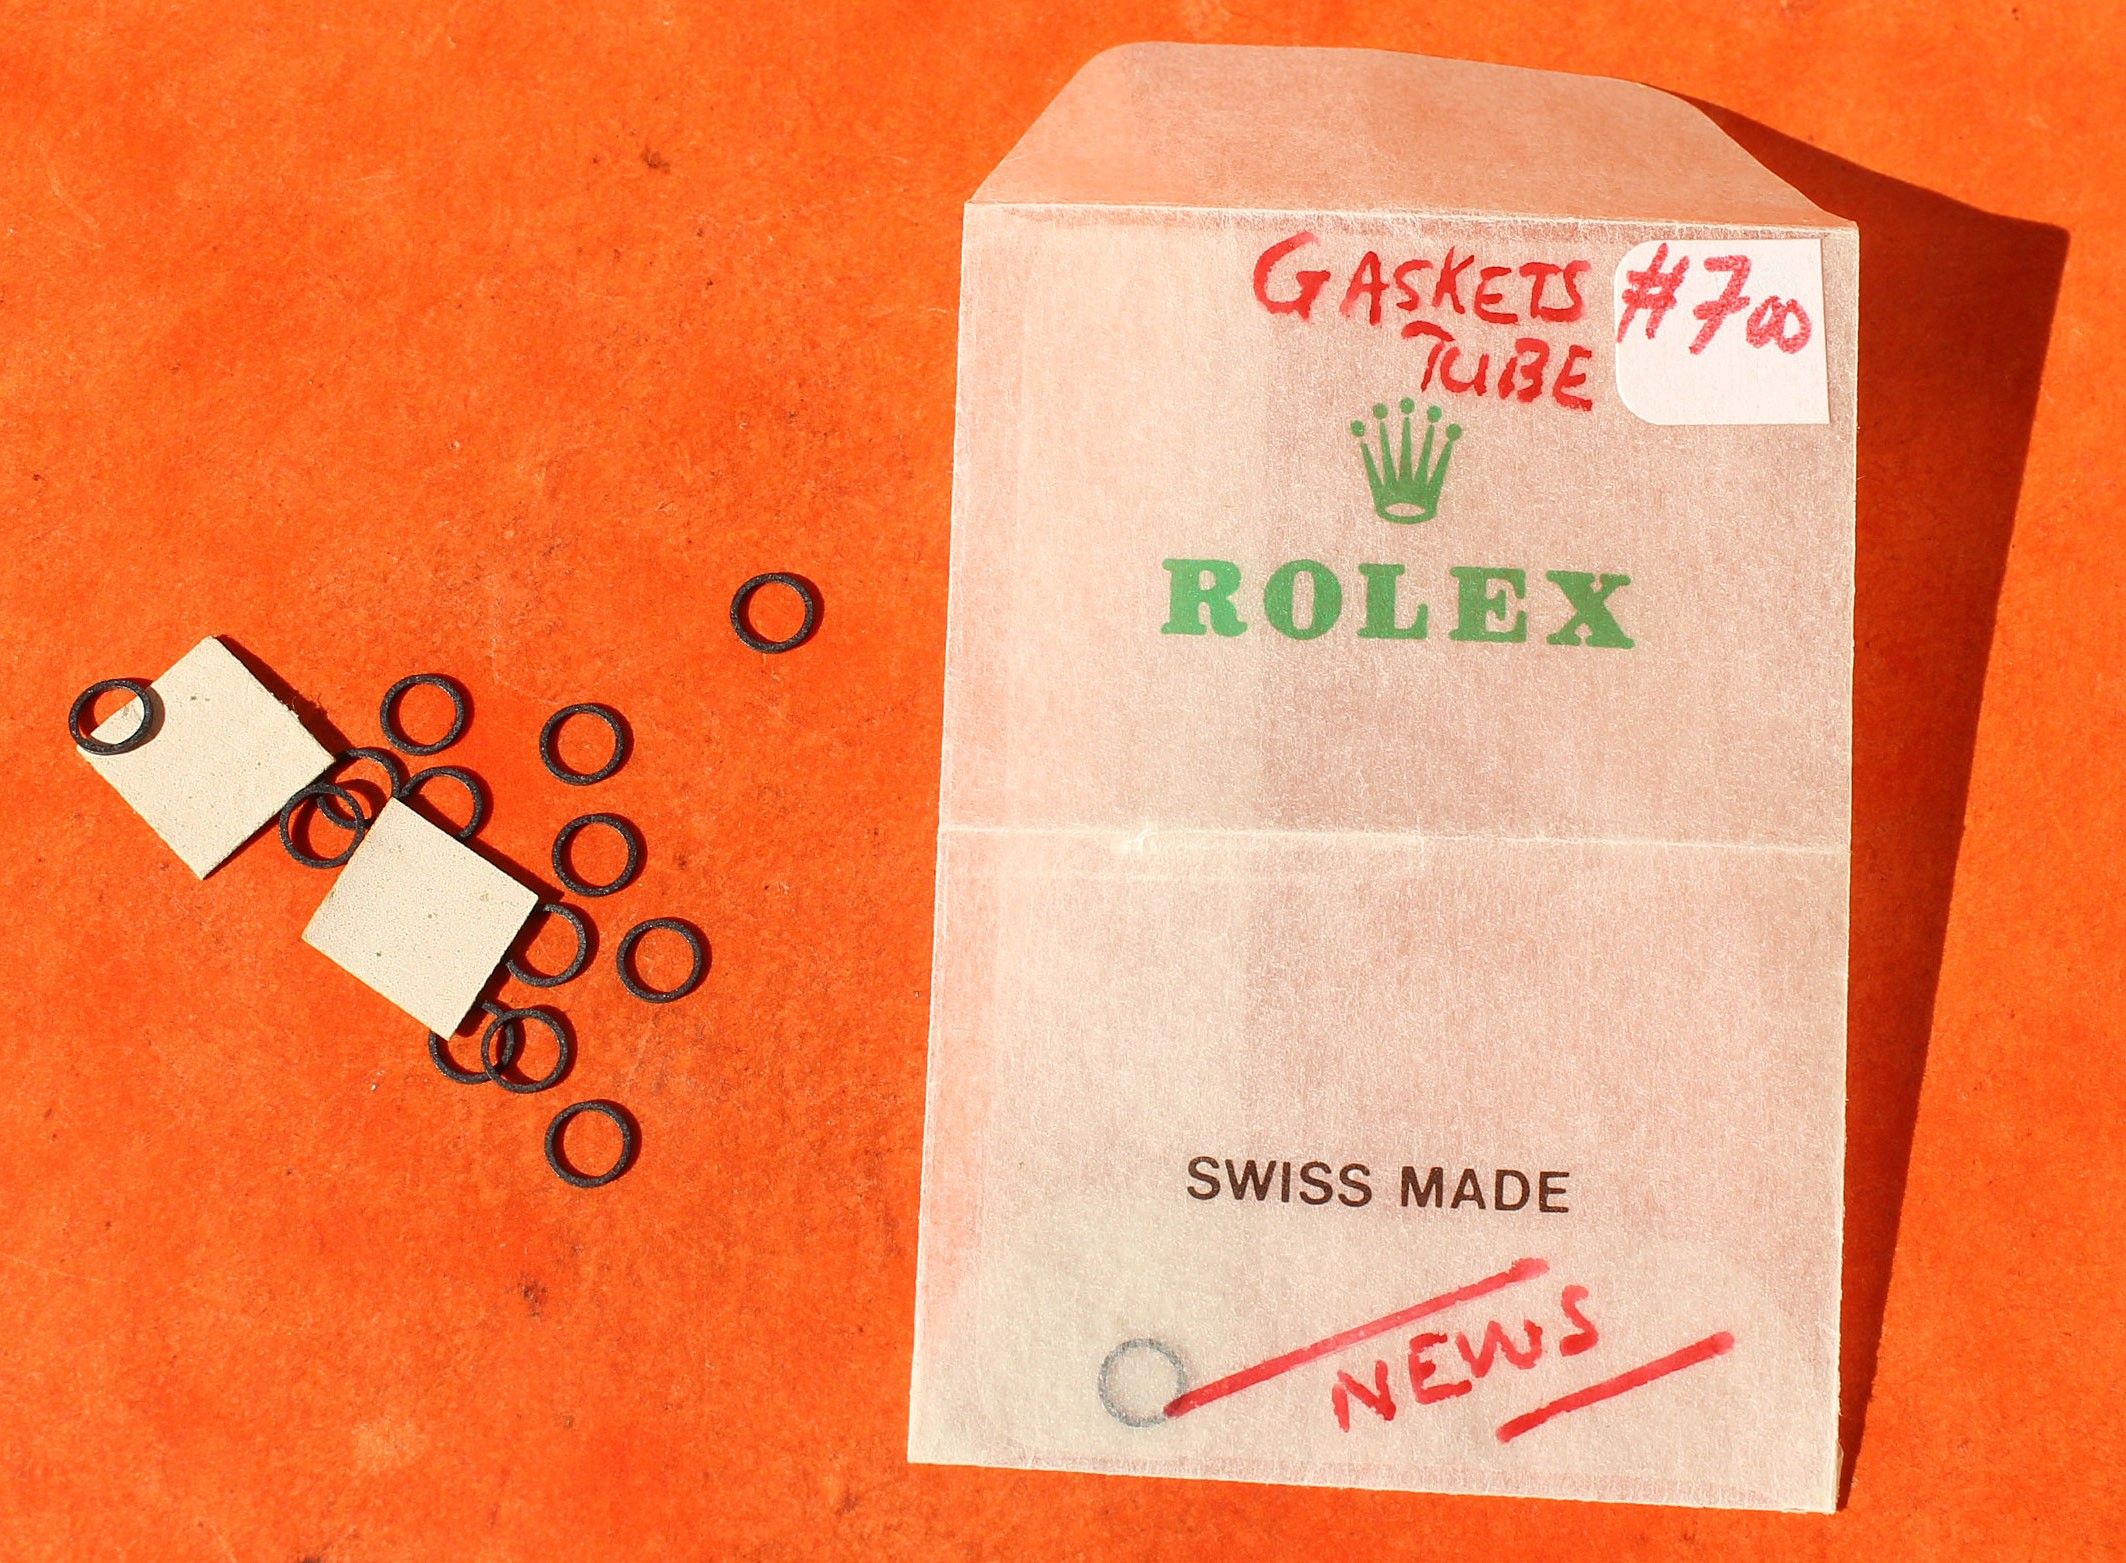 GASKETS
TUBE
#700
ROLEX
SWISS MADE
NEWS